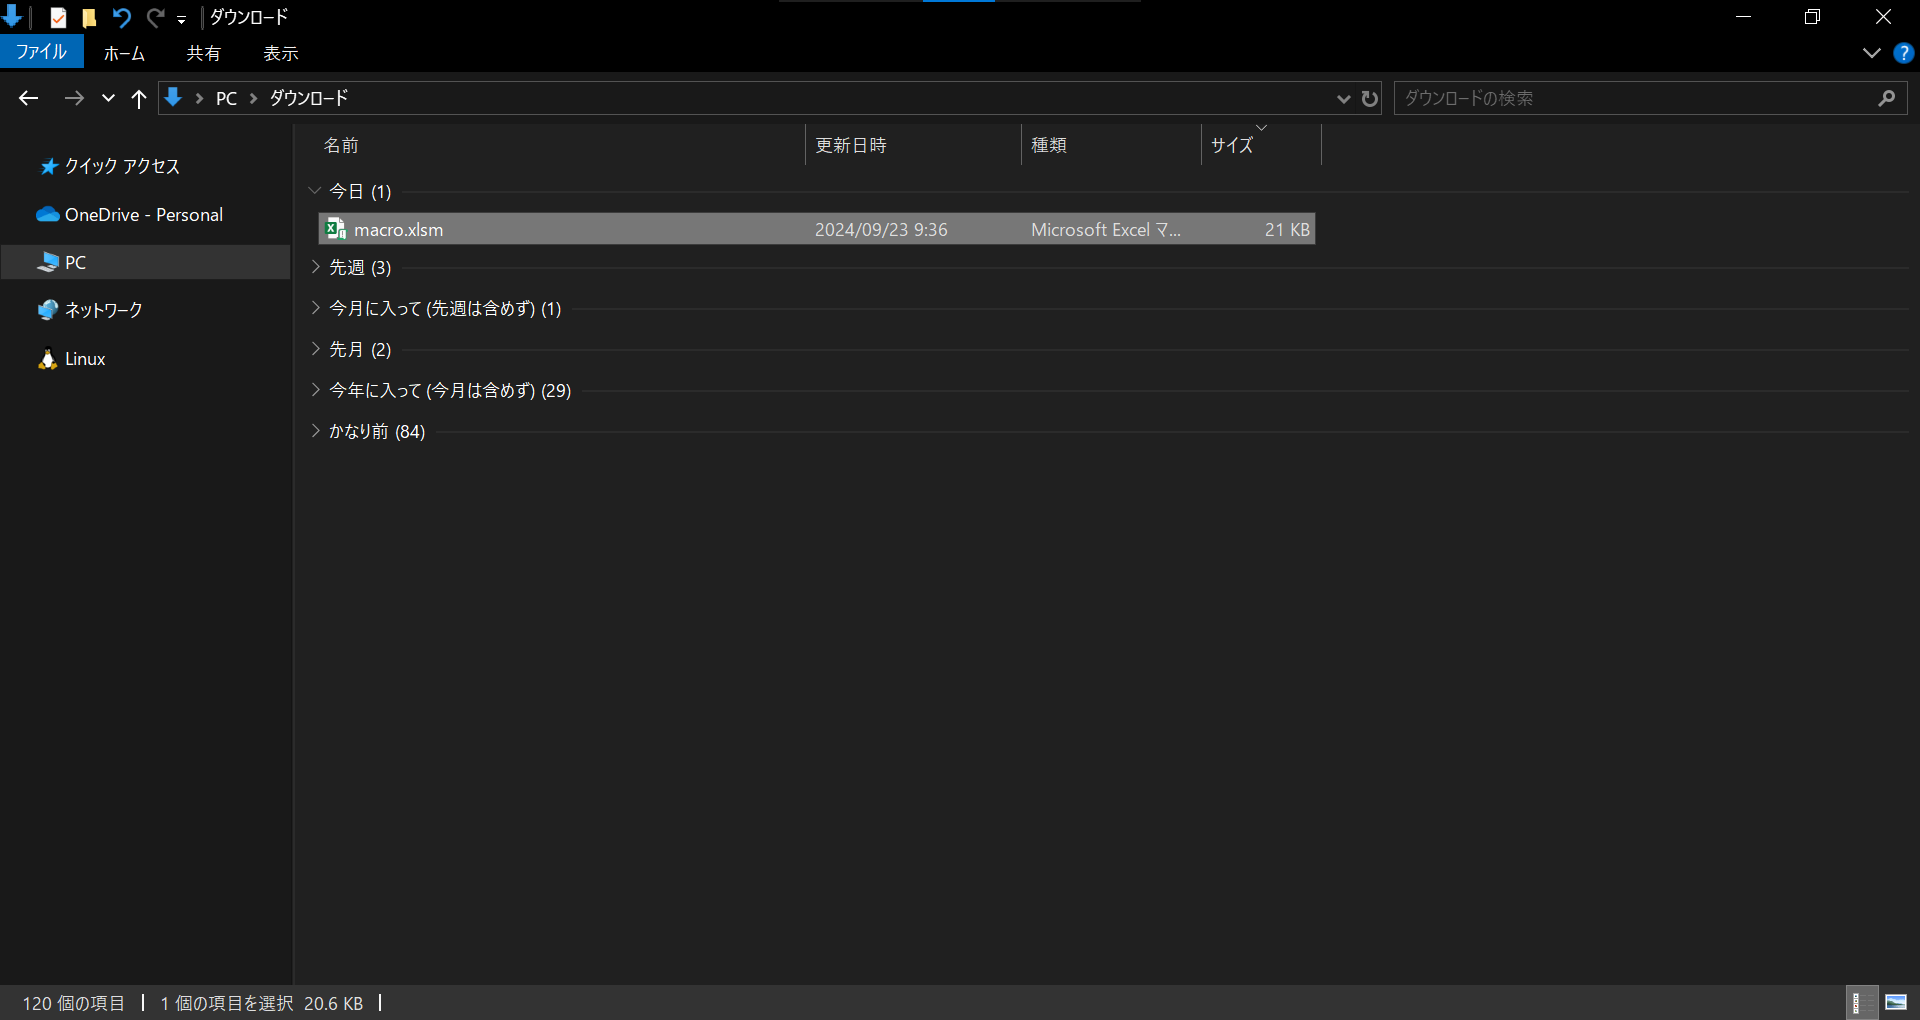 ダウンロード
ファイル ホーム 共有 表示
PC ダウンロード ダウンロードの検索
名前 更新日時 種類 サイズ
クイック アクセス
OneDrive - Personal
PC
ネットワーク
Linux
今日 (1)
macro.xlsm 2024/09/23 9:36 Microsoft Excel マ... 21 KB
先週 (3)
今月に入って (先週は含めず) (1)
先月 (2)
今年に入って (今月は含めず) (29)
かなり前 (84)
120 個の項目 1 個の項目を選択 20.6 KB